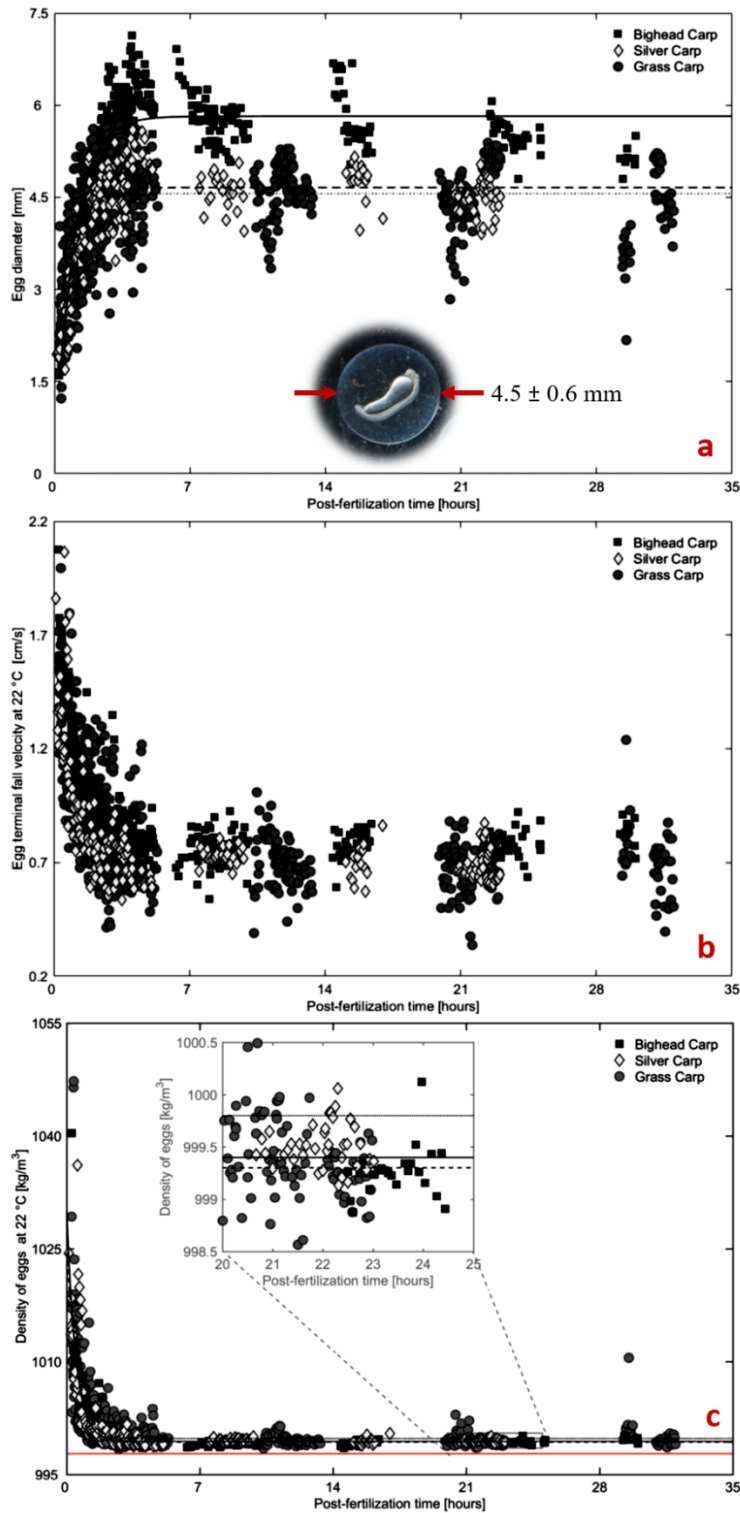 7.5
6
4.5
3
1.5
0
Egg diameter [mm]
Bighead Carp
Silver Carp
Grass Carp
4.5 ± 0.6 mm
a
0
7
14
21
28
35
Post-fertilization time [hours]
2.2
1.7
1.2
0.7
0.2
Egg terminal fall velocity at 22 °C [cm/s]
Bighead Carp
Silver Carp
Grass Carp
b
0
7
14
21
28
35
Post-fertilization time [hours]
1055
1040
1025
1010
995
Density of eggs at 22 °C [kg/m³]
Bighead Carp
Silver Carp
Grass Carp
1000.5
1000
999.5
999
998.5
Density of eggs [kg/m³]
20
21
22
23
24
25
Post-fertilization time [hours]
c
0
7
14
21
28
35
Post-fertilization time [hours]